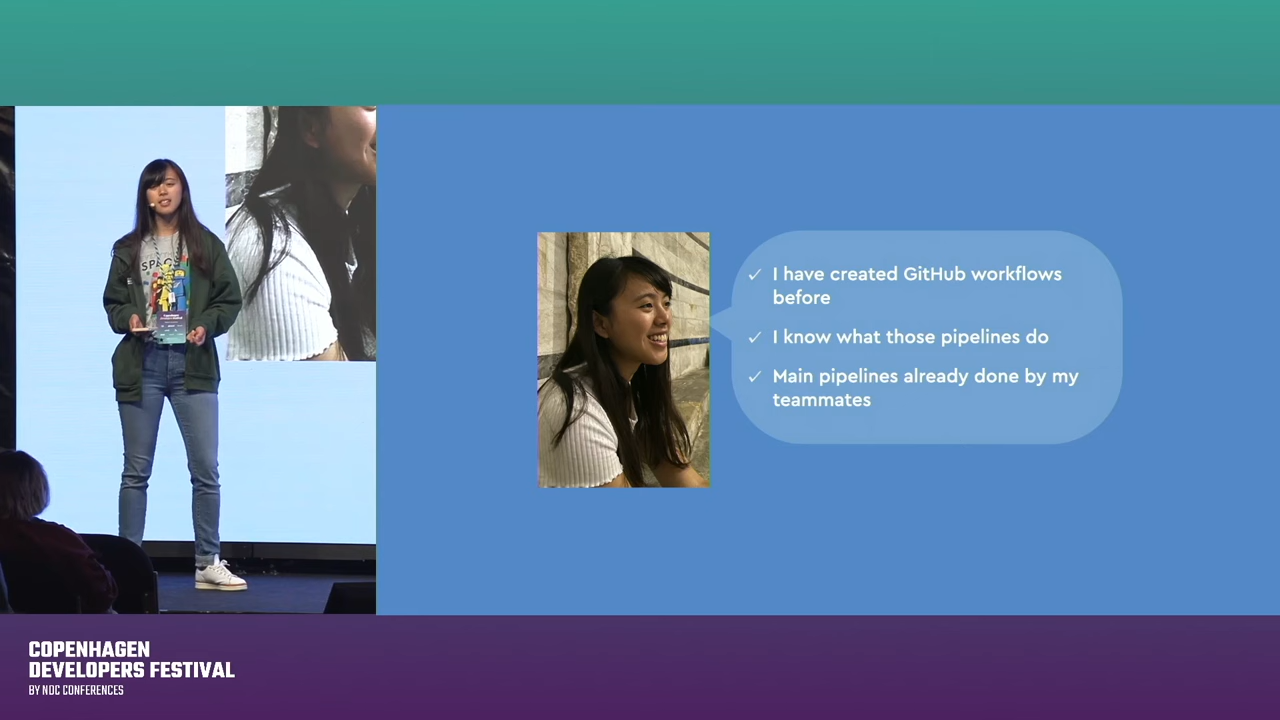 I have created GitHub workflows
before
I know what those pipelines do
Main pipelines already done by my
teammates
COPENHAGEN
DEVELOPERS FESTIVAL
BY NDC CONFERENCES